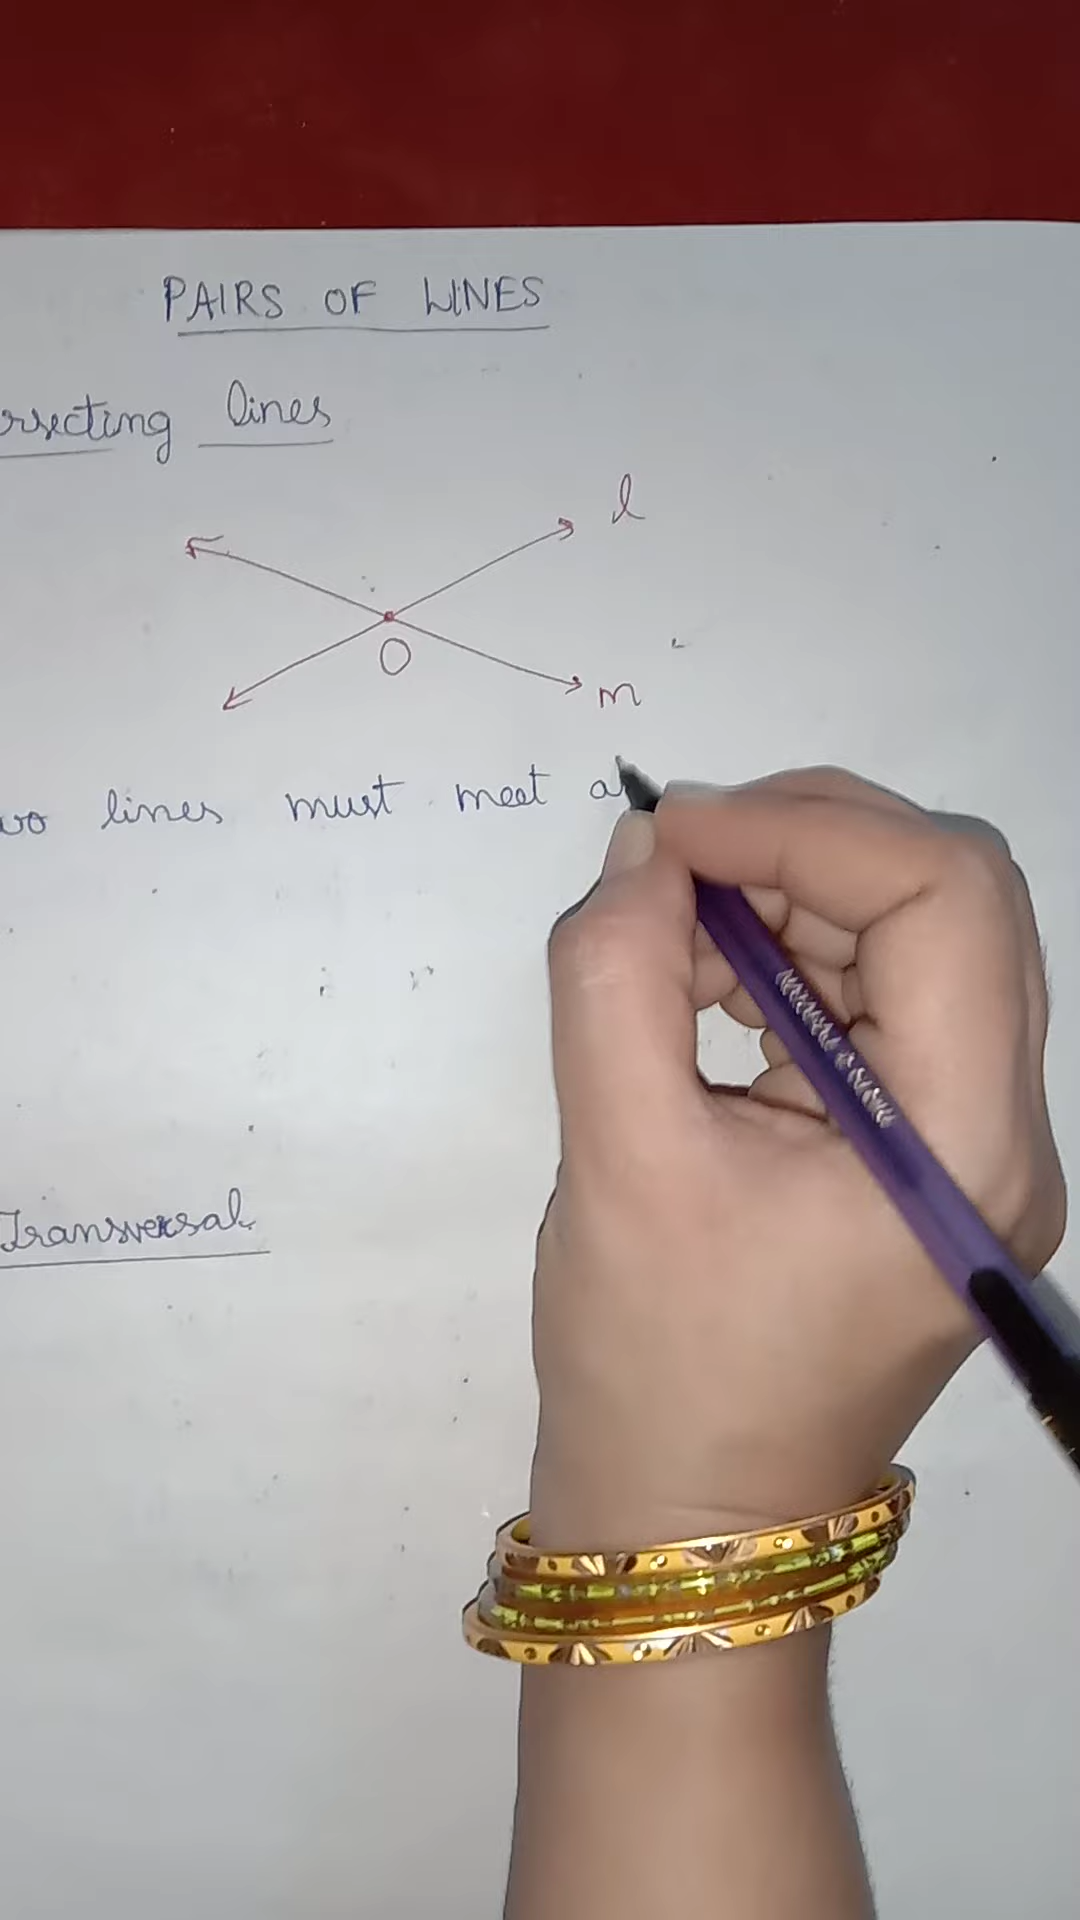 PAIRS OF LINES
rsecting lines
l
O
m
wo lines must meet a
Transversal